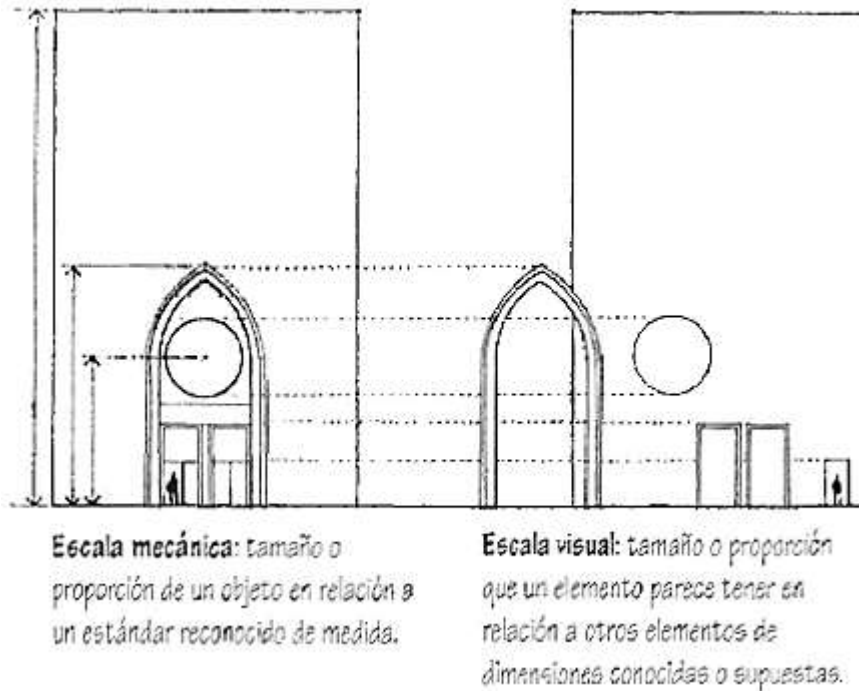 Escala mecánica: tamaño o
proporción de un objeto en relación a
un estándar reconocido de medida.
Escala visual: tamaño o proporción
que un elemento parece tener en
relación a otros elementos de
dimensiones conocidas o supuestas.